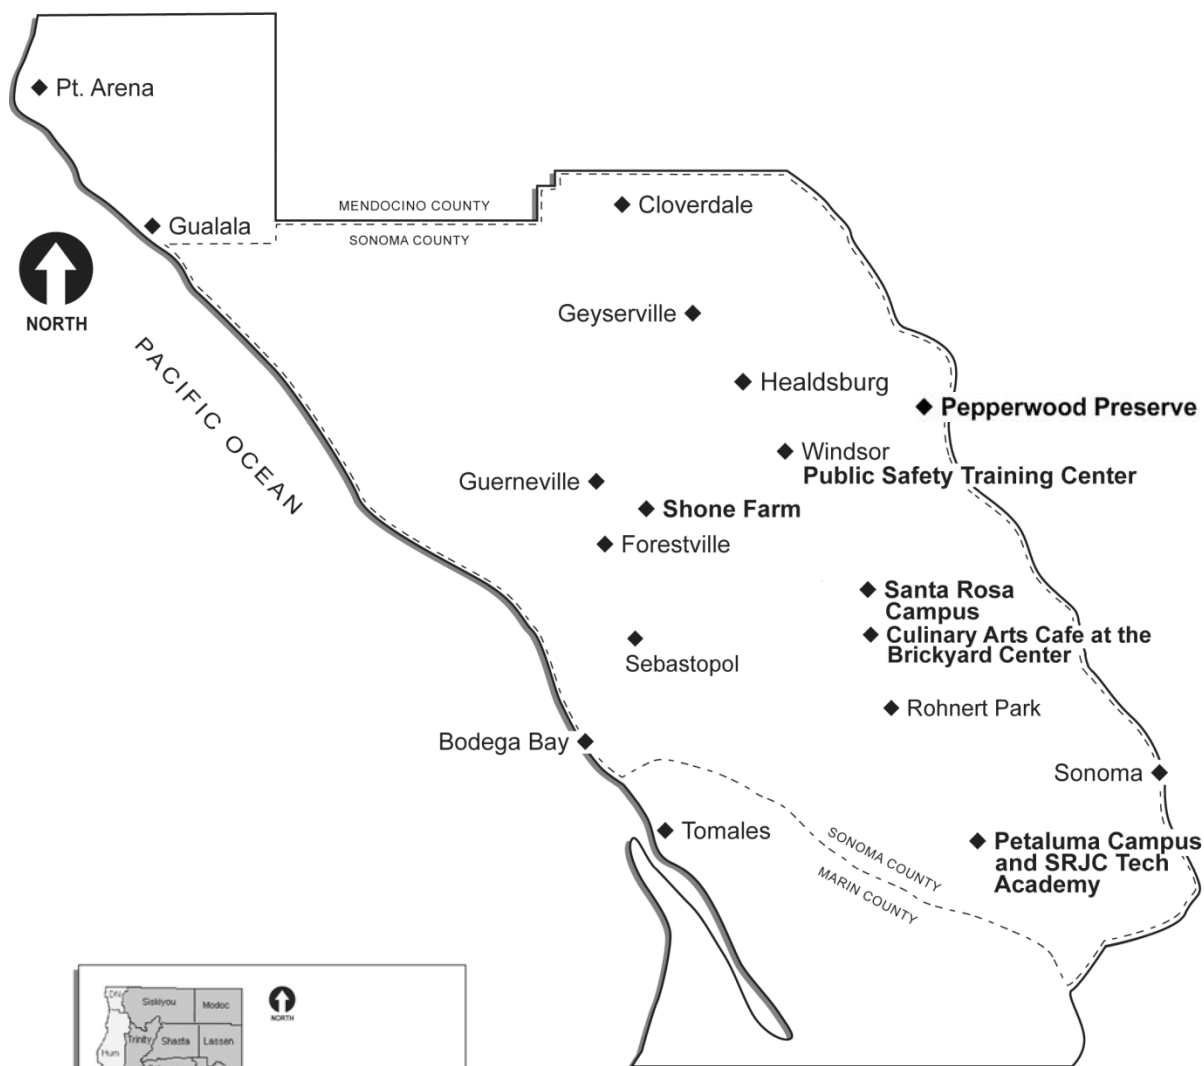 Pt. Arena
MENDOCINO COUNTY
Cloverdale
Gualala
SONOMA COUNTY
NORTH
Geyserville
PACIFIC OCEAN
Healdsburg
Pepperwood Preserve
Windsor
Public Safety Training Center
Guerneville
Shone Farm
Forestville
Santa Rosa
Campus
Culinary Arts Cafe at the
Brickyard Center
Sebastopol
Rohnert Park
Bodega Bay
Sonoma
Tomales
SONOMA COUNTY
MARIN COUNTY
Petaluma Campus
and SRJC Tech
Academy
DN
Siskiyou
Modoc
NORTH
Trinity
Shasta
Lassen
Hum